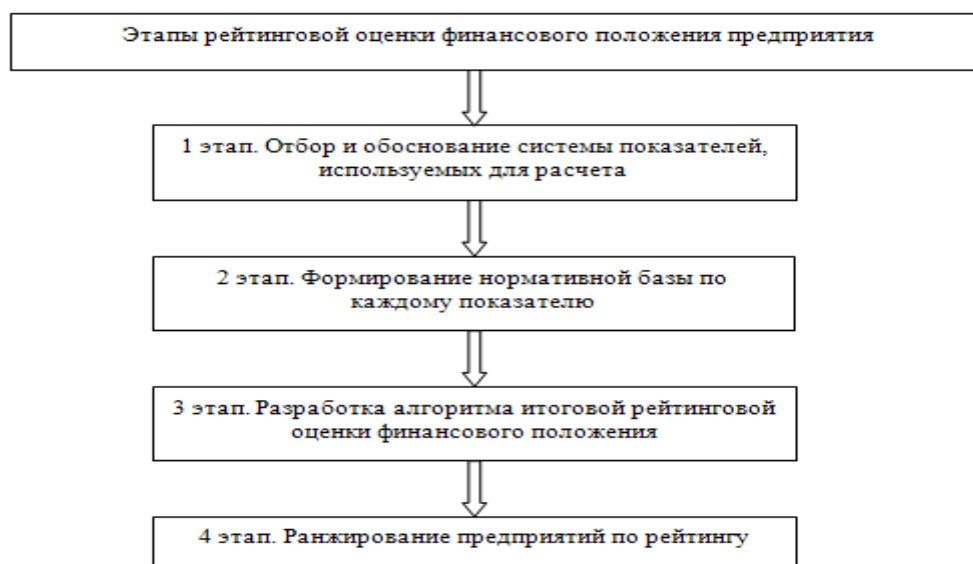 Этапы рейтинговой оценки финансового положения предприятия
1 этап. Отбор и обоснование системы показателей,
используемых для расчета
2 этап. Формирование нормативной базы по
каждому показателю
3 этап. Разработка алгоритма итоговой рейтинговой
оценки финансового положения
4 этап. Ранжирование предприятий по рейтингу